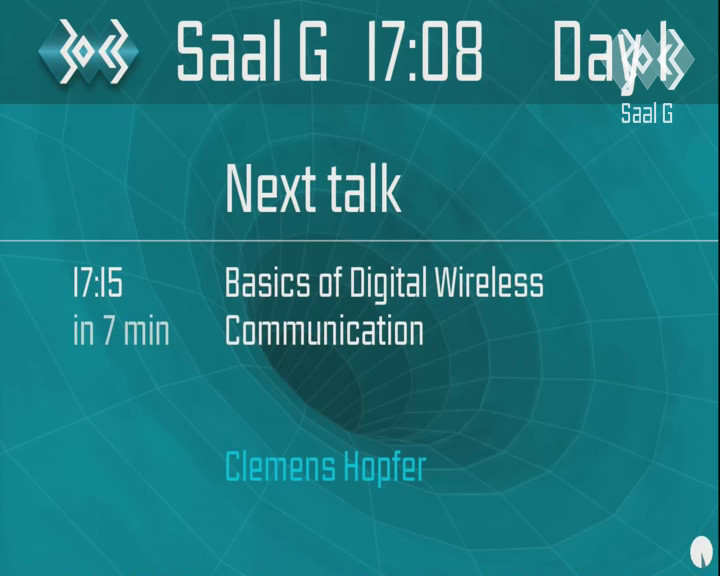 Saal G 17:08 Day
Saal G
Next talk
17:15 Basics of Digital Wireless
in 7 min Communication
Clemens Hopfer